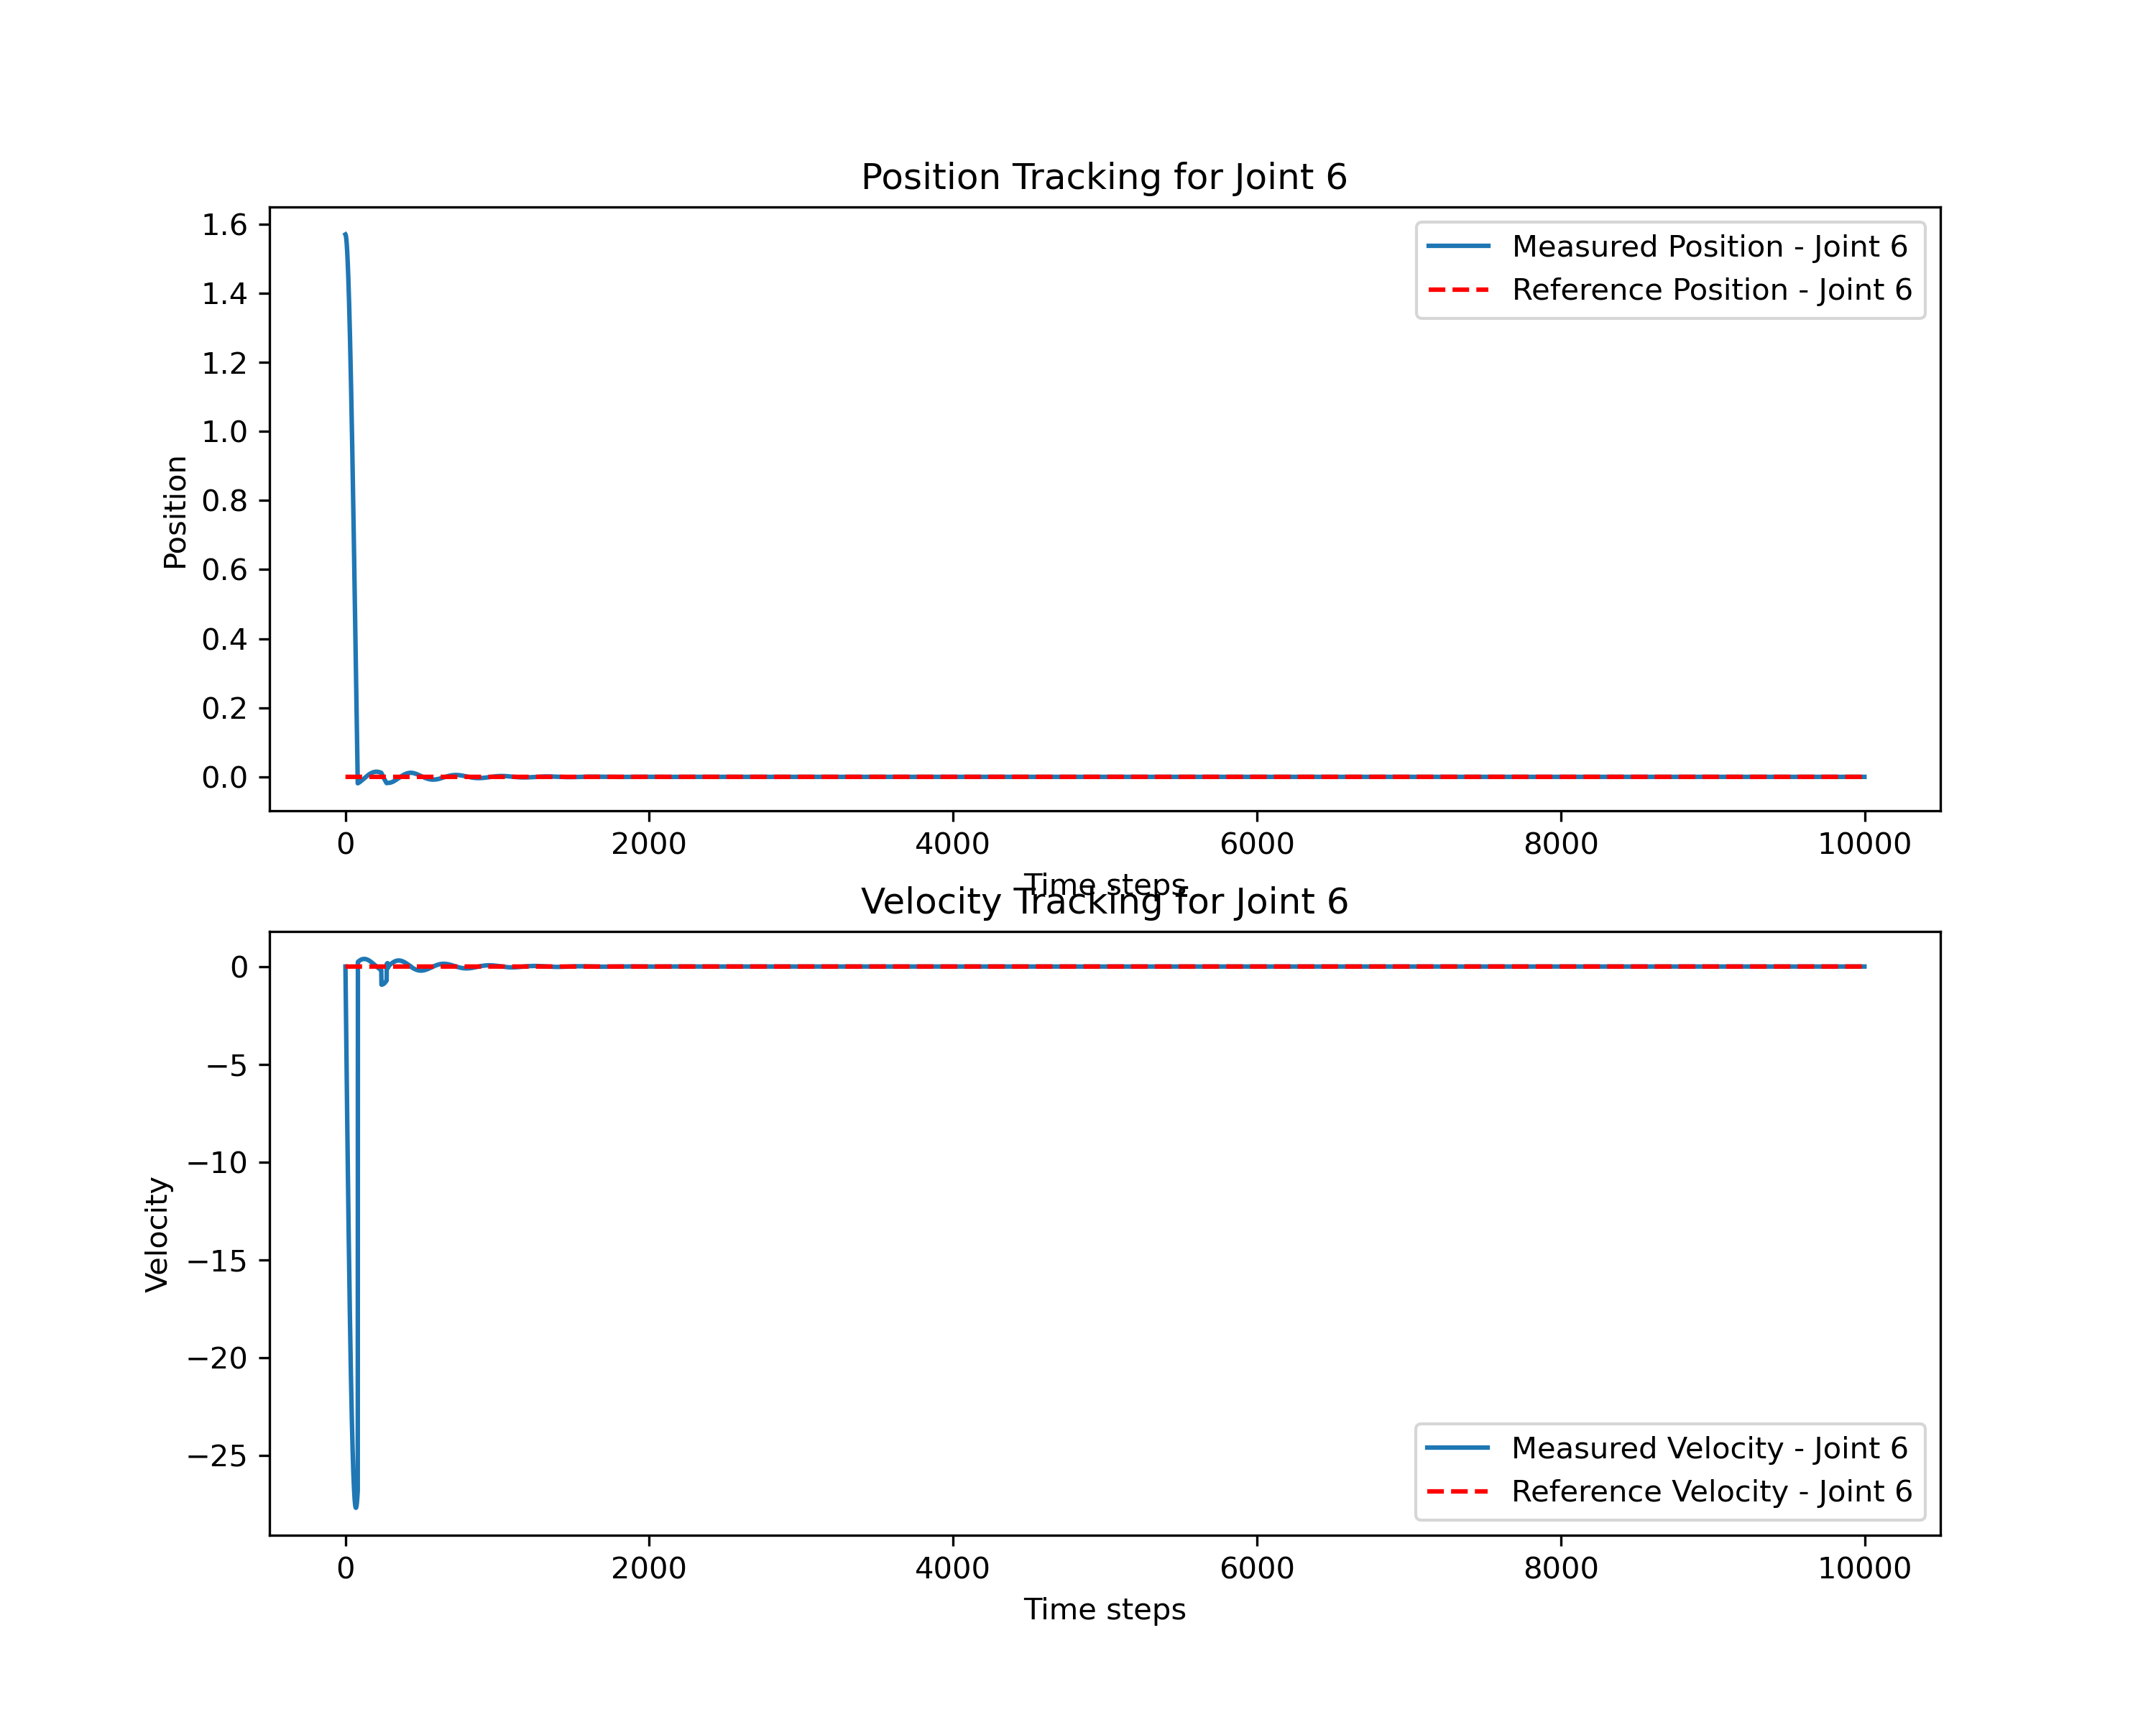 Position Tracking for Joint 6
1.6
1.4
1.2
1.0
0.8
0.6
0.4
0.2
0.0
Position
Measured Position - Joint 6
Reference Position - Joint 6
0 2000 4000 6000 8000 10000
Time steps
Velocity Tracking for Joint 6
0
−5
−10
−15
−20
−25
Velocity
Measured Velocity - Joint 6
Reference Velocity - Joint 6
0 2000 4000 6000 8000 10000
Time steps